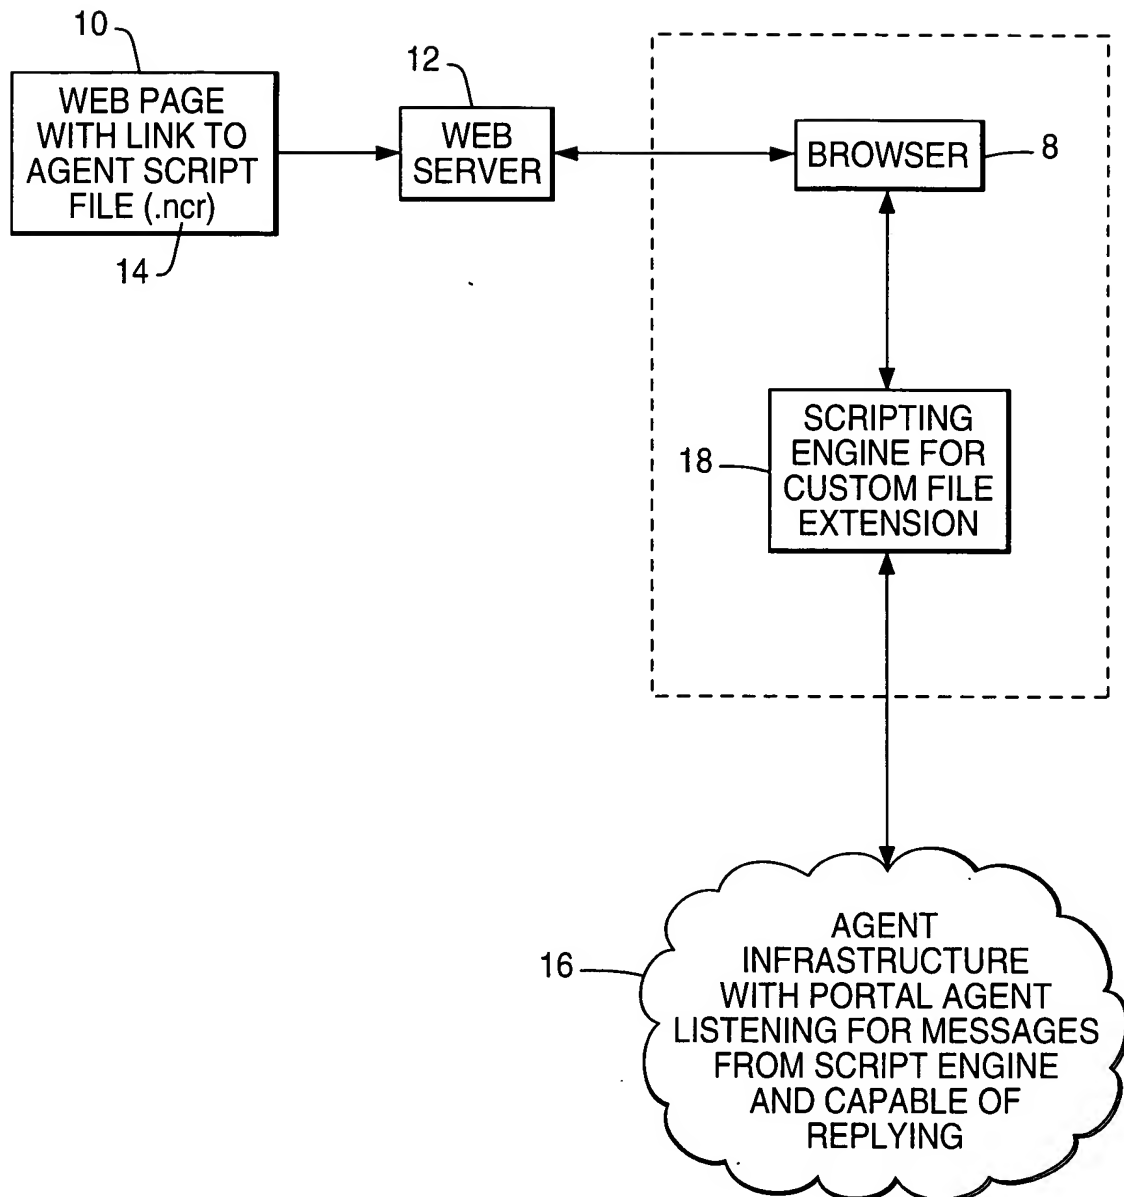 10
WEB PAGE
WITH LINK TO
AGENT SCRIPT
FILE (.ncr)
14
12
WEB
SERVER
BROWSER
8
18
SCRIPTING
ENGINE FOR
CUSTOM FILE
EXTENSION
16
AGENT
INFRASTRUCTURE
WITH PORTAL AGENT
LISTENING FOR MESSAGES
FROM SCRIPT ENGINE
AND CAPABLE OF
REPLYING